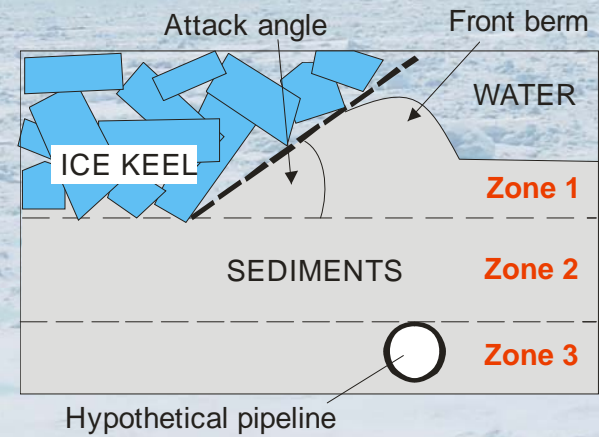 Attack angle
Front berm
WATER
ICE KEEL
Zone 1
SEDIMENTS
Zone 2
Zone 3
Hypothetical pipeline